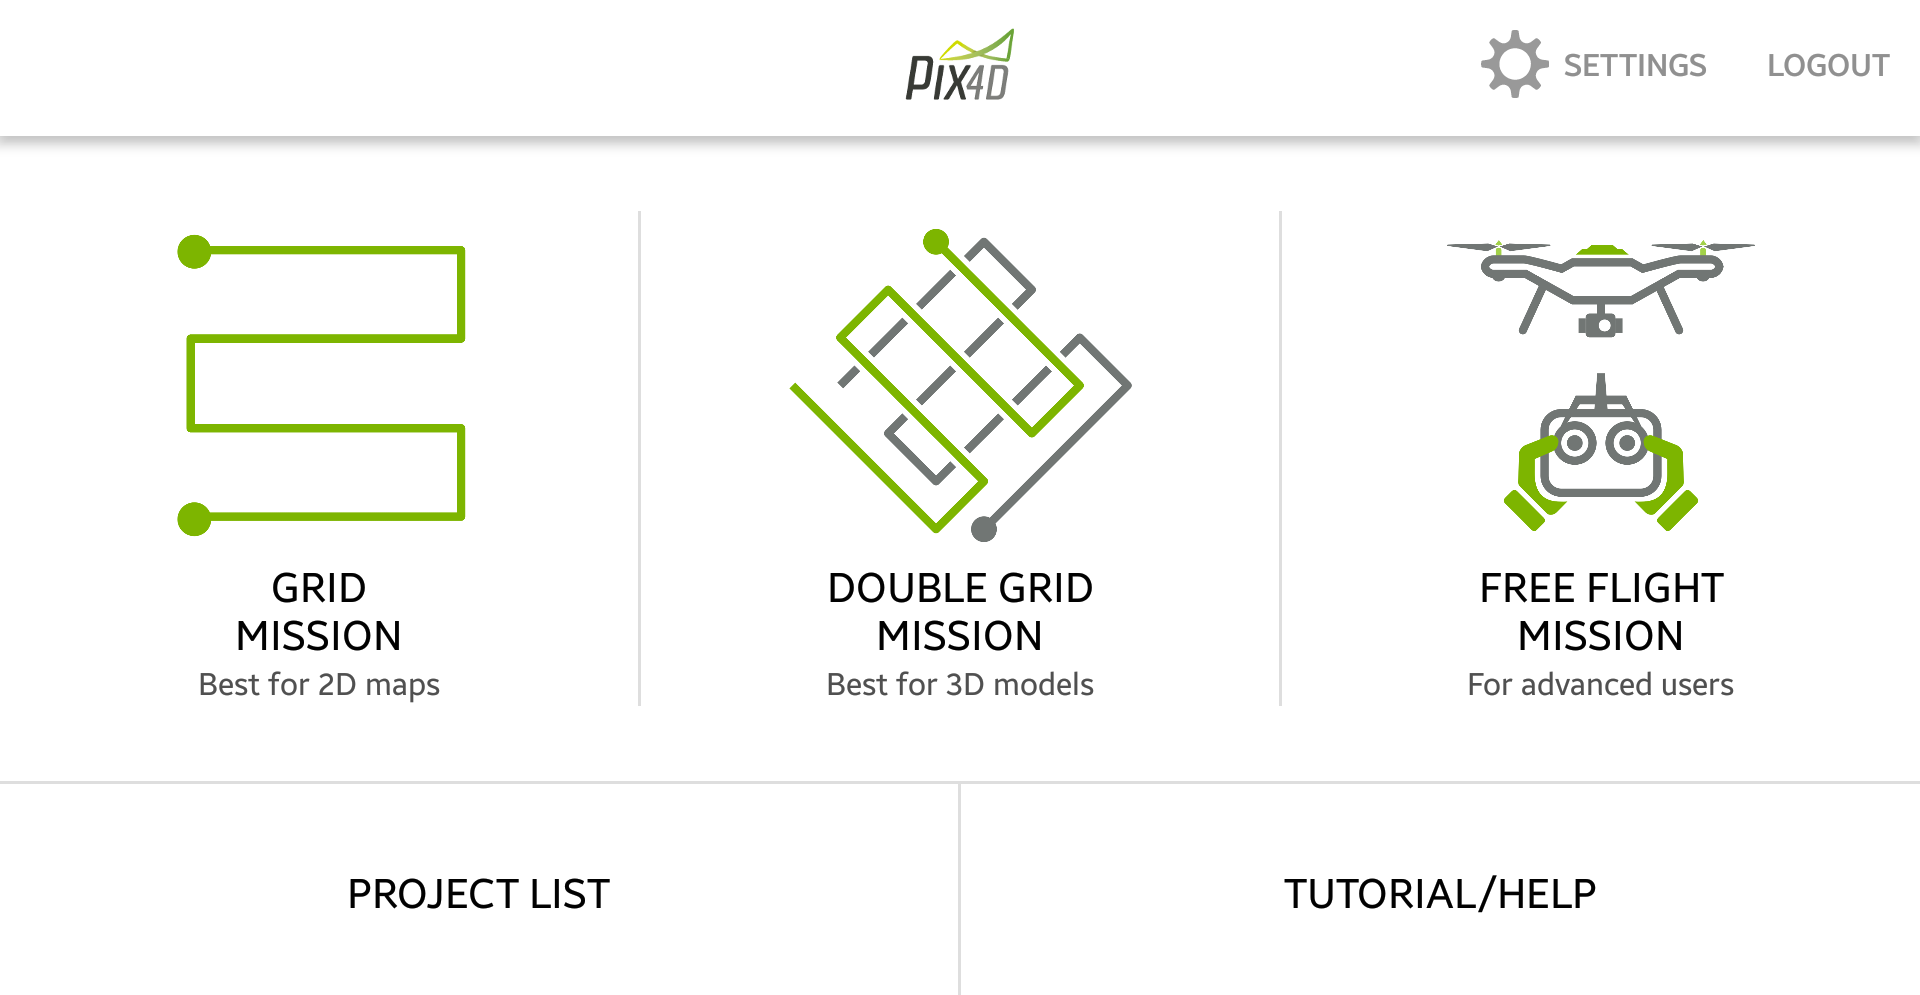 PIX4D
SETTINGS
LOGOUT
GRID
MISSION
Best for 2D maps
DOUBLE GRID
MISSION
Best for 3D models
FREE FLIGHT
MISSION
For advanced users
PROJECT LIST
TUTORIAL/HELP